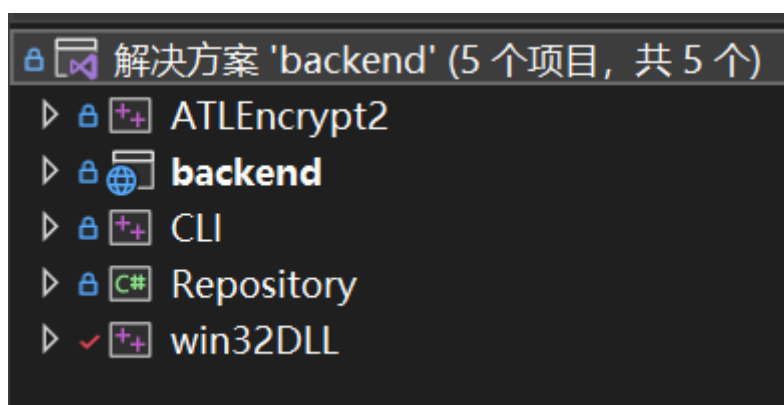 解决方案 'backend' (5 个项目，共 5 个)
ATLEncrypt2
backend
CLI
C# Repository
win32DLL